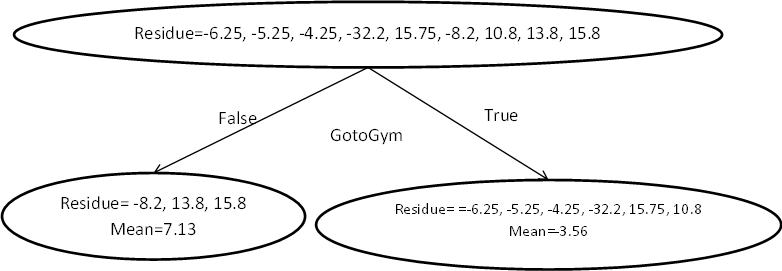 Residue=-6.25, -5.25, -4.25, -32.2, 15.75, -8.2, 10.8, 13.8, 15.8
False
True
GotoGym
Residue= -8.2, 13.8, 15.8
Mean=7.13
Residue= =-6.25, -5.25, -4.25, -32.2, 15.75, 10.8
Mean=-3.56